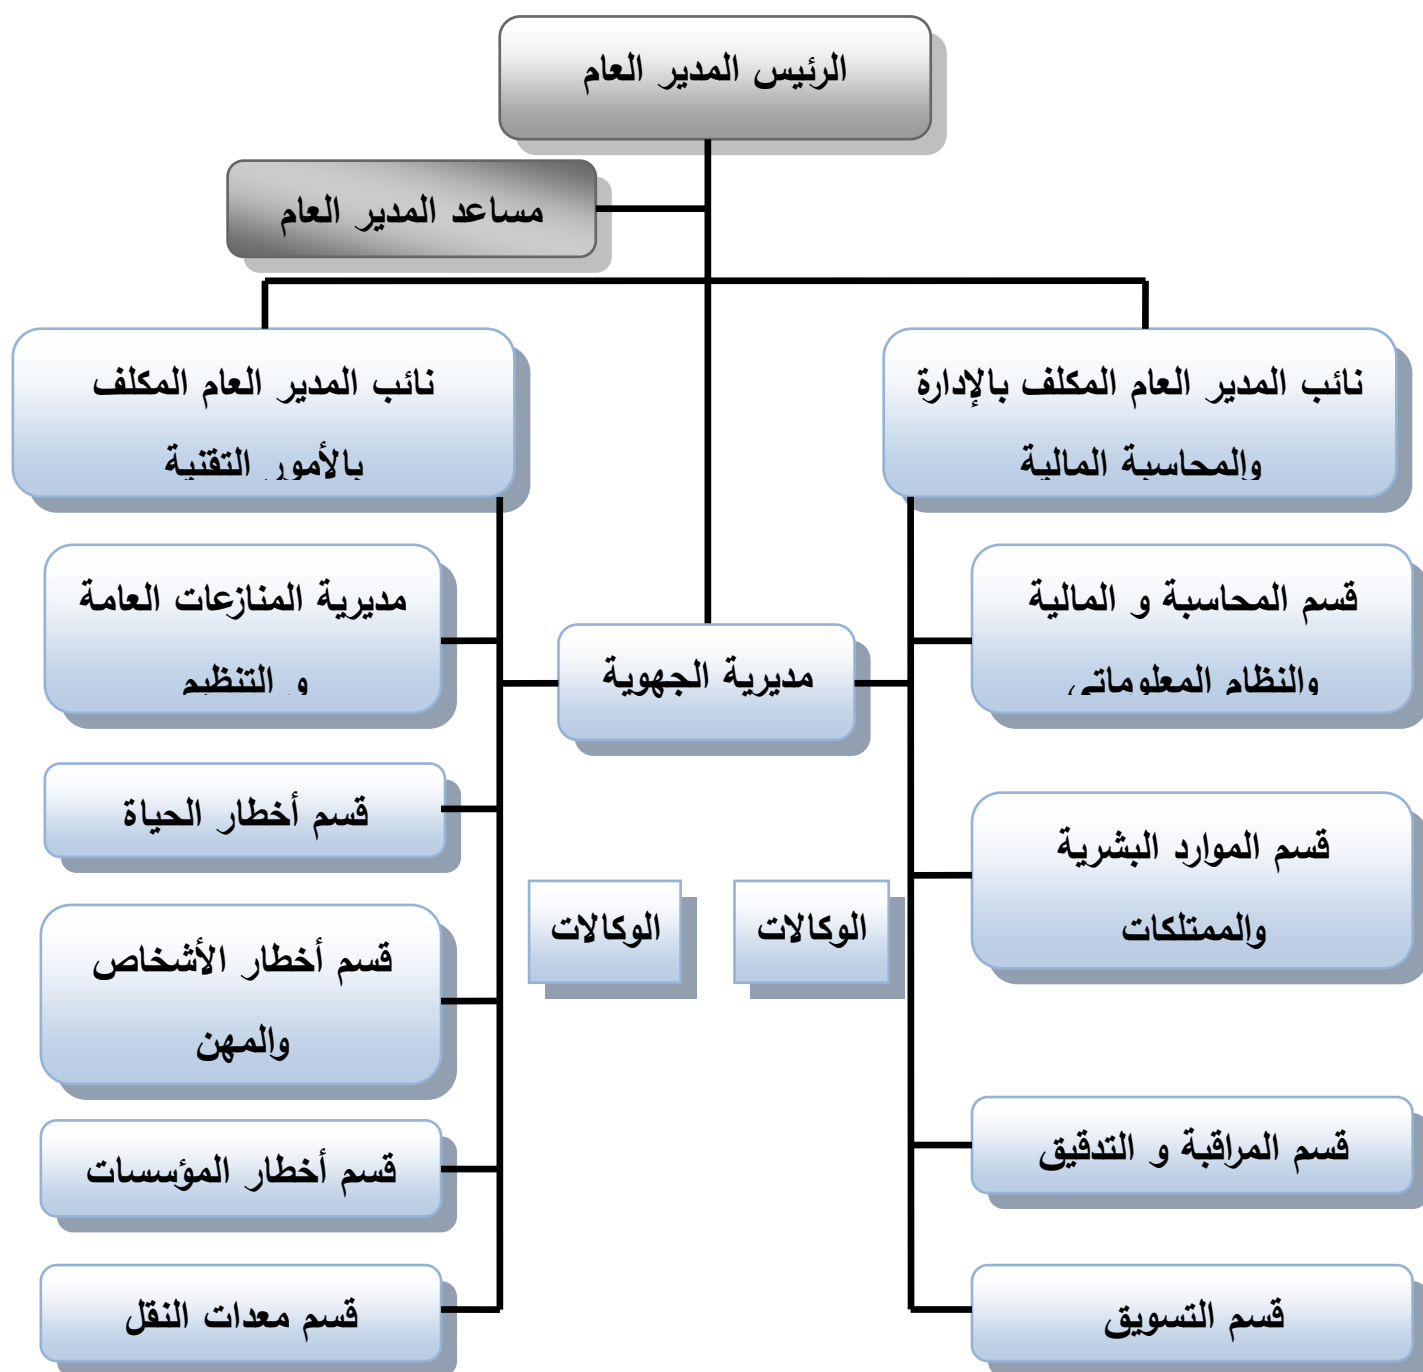 الرئيس المدير العام
مساعد المدير العام
نائب المدير العام المكلف بالإدارة
والمحاسبة المالية
نائب المدير العام المكلف
بالأمور التقنية
قسم المحاسبة و المالية
والنظام المعلوماتي
مديرية الجهوية
مديرية المنازعات العامة
و التنظيم
قسم الموارد البشرية
والممتلكات
قسم أخطار الحياة
الوكالات
الوكالات
قسم أخطار الأشخاص
والمهن
قسم المراقبة و التدقيق
قسم أخطار المؤسسات
قسم التسويق
قسم معدات النقل